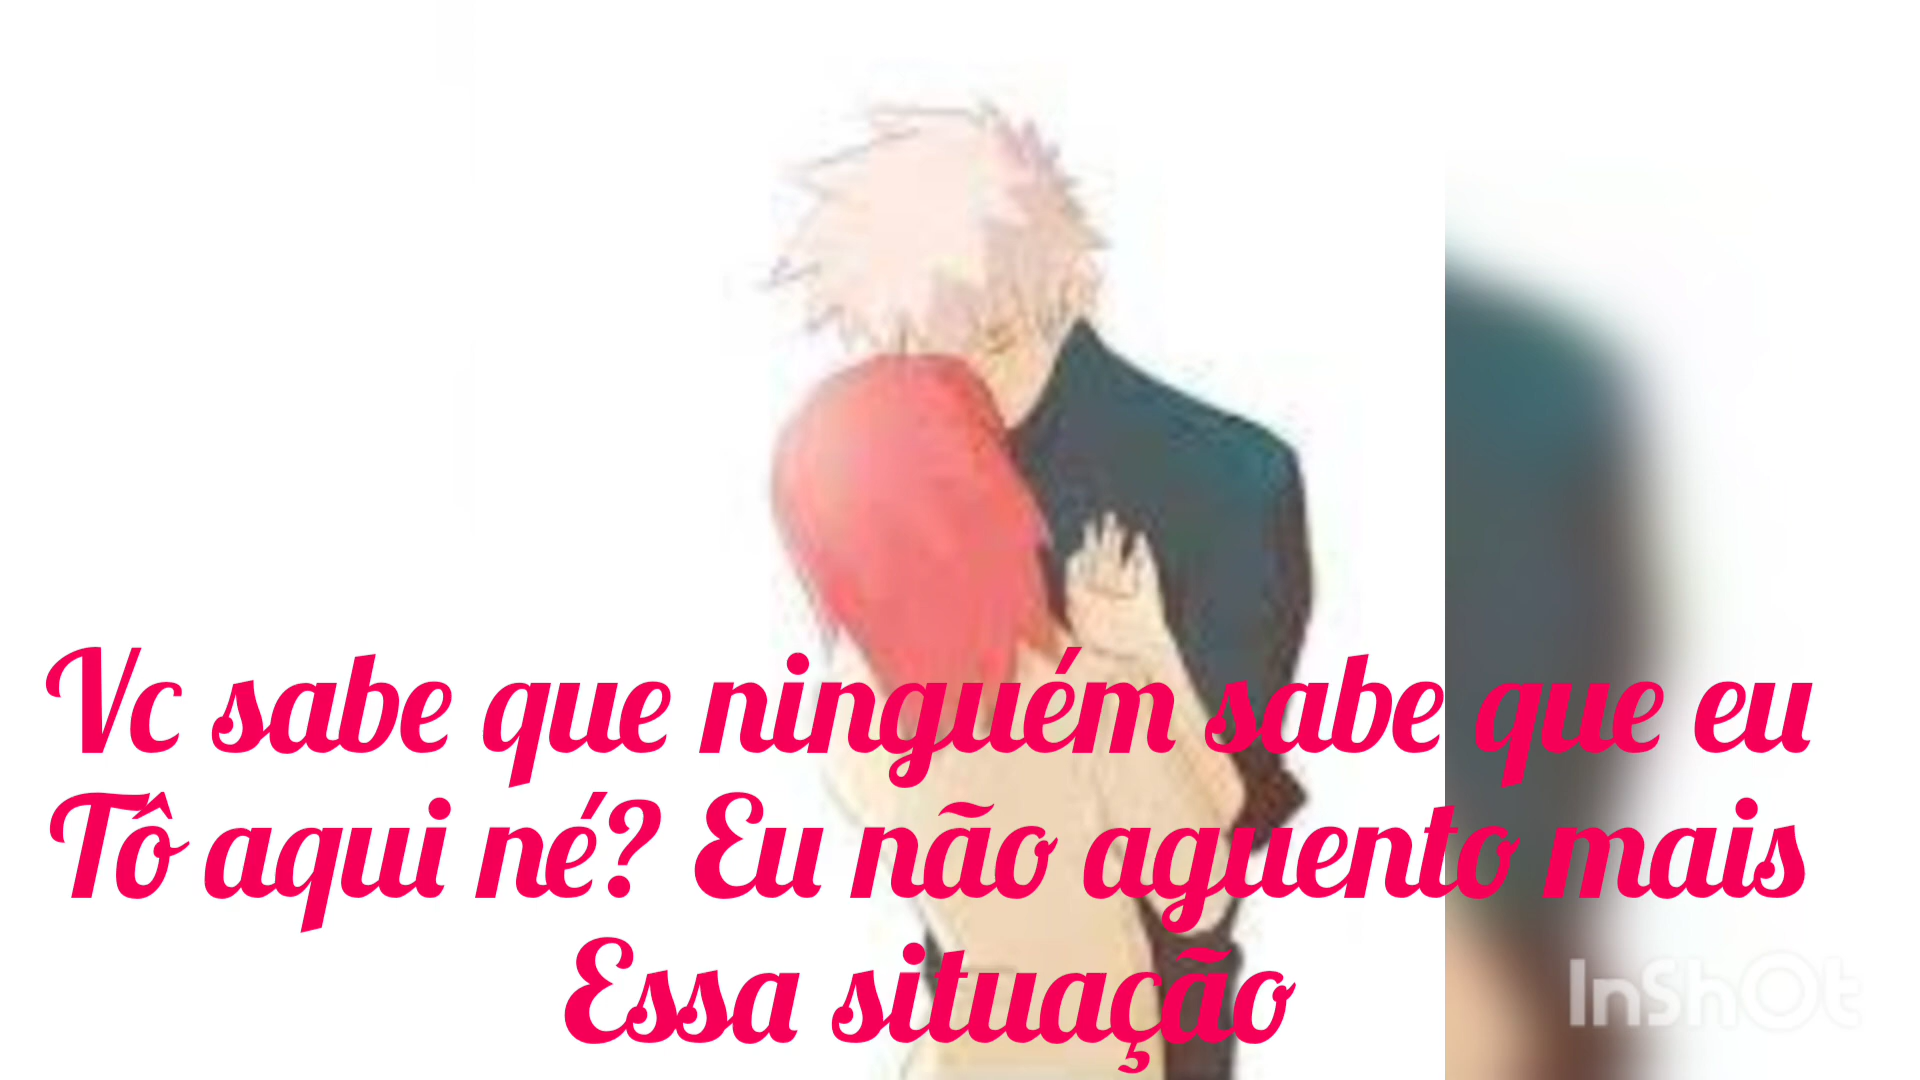 Vc sabe que ninguém sabe que eu
Tô aqui né? Eu não aguento mais
Essa situação
InShOt